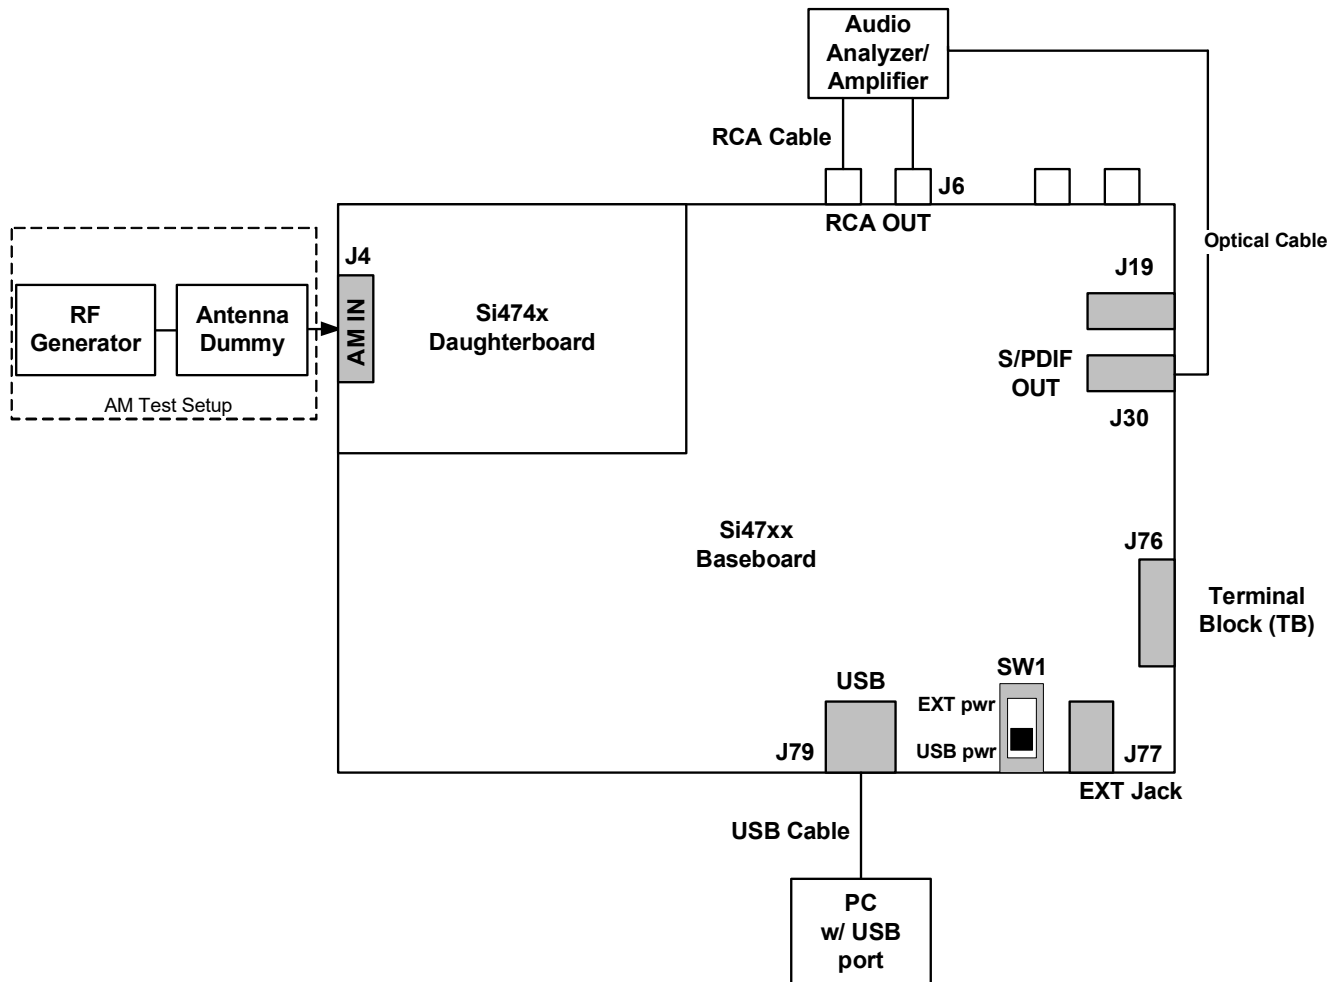 Audio
Analyzer/
Amplifier
RCA Cable
J6
RCA OUT
Optical Cable
J4
J19
RF
Generator
Antenna
Dummy
AM IN
Si474x
Daughterboard
AM Test Setup
S/PDIF
OUT
J30
Si47xx
Baseboard
J76
Terminal
Block (TB)
USB
SW1
EXT pwr
USB pwr
J79
J77
EXT Jack
USB Cable
PC
w/ USB
port